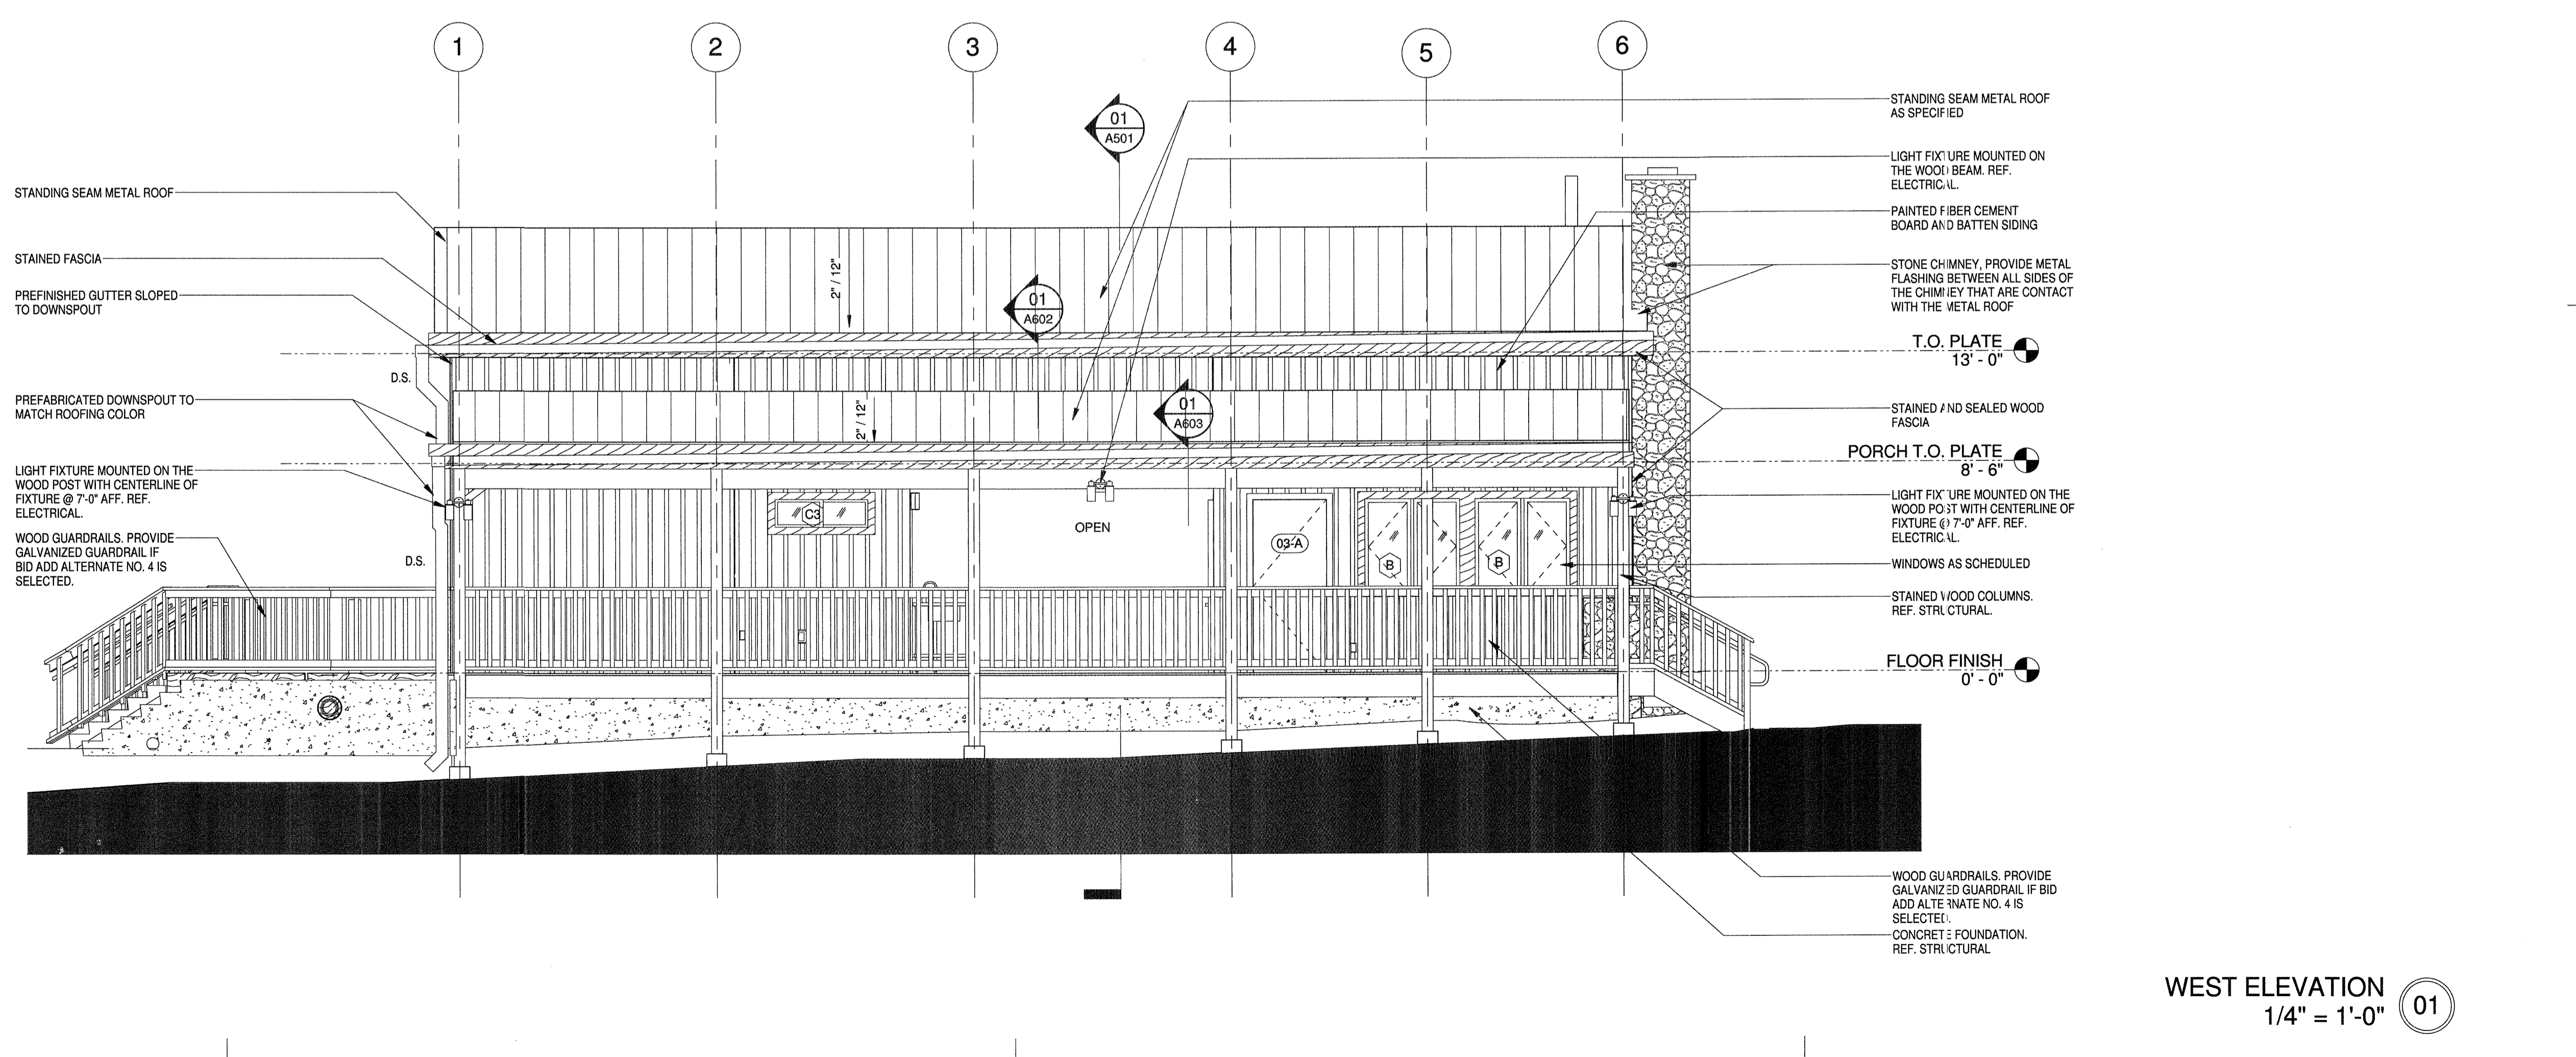 1
2
3
4
5
6
01
A501
STANDING SEAM METAL ROOF
AS SPECIFIED
LIGHT FIXTURE MOUNTED ON
THE WOOD BEAM. REF.
ELECTRICAL.
STANDING SEAM METAL ROOF
PAINTED FIBER CEMENT
BOARD AND BATTEN SIDING
STAINED FASCIA
2" / 12"
STONE CHIMNEY, PROVIDE METAL
FLASHING BETWEEN ALL SIDES OF
THE CHIMNEY THAT ARE CONTACT
WITH THE METAL ROOF
PREFINISHED GUTTER SLOPED
TO DOWNSPOUT
01
A602
T.O. PLATE
13' - 0"
D.S.
PREFABRICATED DOWNSPOUT TO
MATCH ROOFING COLOR
2" / 12"
01
A603
STAINED AND SEALED WOOD
FASCIA
PORCH T.O. PLATE
8' - 6"
LIGHT FIXTURE MOUNTED ON THE
WOOD POST WITH CENTERLINE OF
FIXTURE @ 7'-0" AFF. REF.
ELECTRICAL.
LIGHT FIXTURE MOUNTED ON THE
WOOD POST WITH CENTERLINE OF
FIXTURE @ 7'-0" AFF. REF.
ELECTRICAL.
C3
OPEN
03-A
B
B
WOOD GUARDRAILS. PROVIDE
GALVANIZED GUARDRAIL IF
BID ADD ALTERNATE NO. 4 IS
SELECTED.
D.S.
WINDOWS AS SCHEDULED
STAINED WOOD COLUMNS.
REF. STRUCTURAL.
FLOOR FINISH
0' - 0"
WOOD GUARDRAILS. PROVIDE
GALVANIZED GUARDRAIL IF BID
ADD ALTERNATE NO. 4 IS
SELECTED.
CONCRETE FOUNDATION.
REF. STRUCTURAL
WEST ELEVATION
1/4" = 1'-0"
01